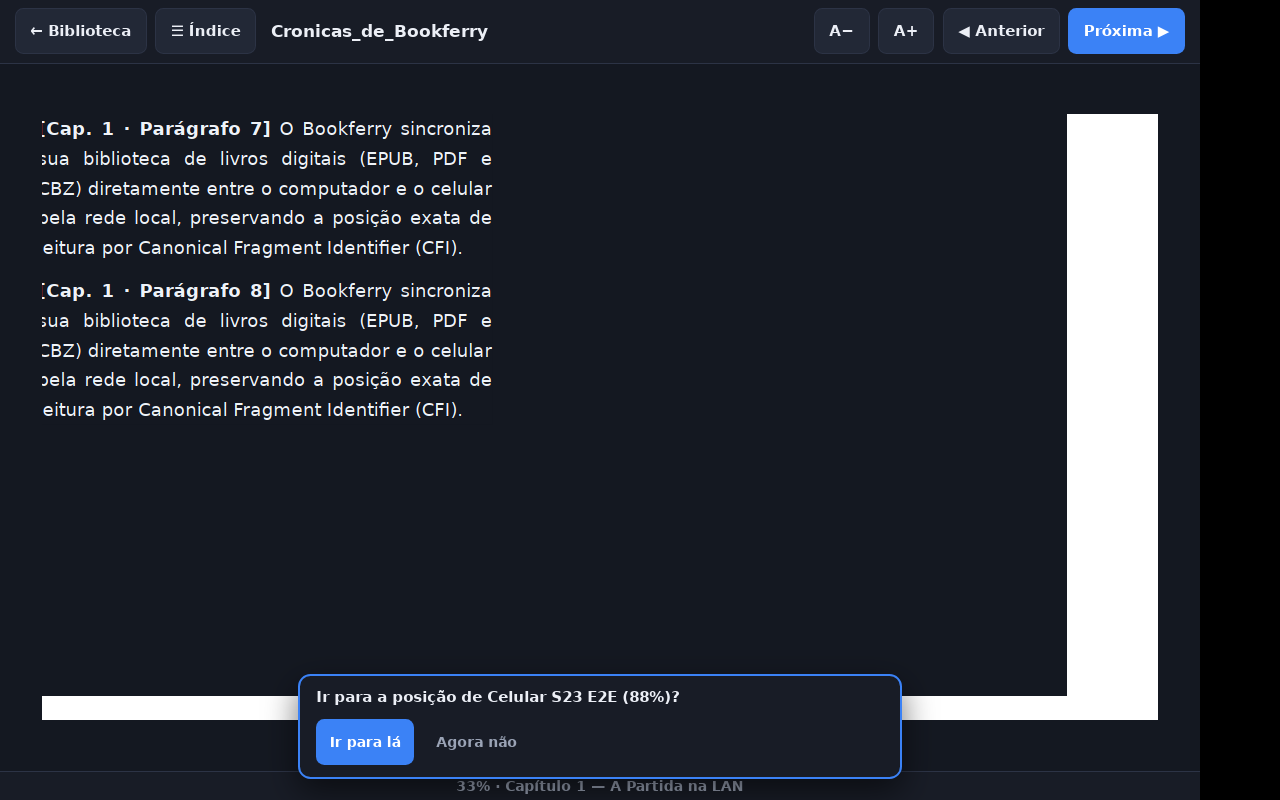 ← Biblioteca ☰ Índice Cronicas_de_Bookferry A− A+ ◀ Anterior Próxima ▶
[Cap. 1 · Parágrafo 7] O Bookferry sincroniza
sua biblioteca de livros digitais (EPUB, PDF e
CBZ) diretamente entre o computador e o celular
pela rede local, preservando a posição exata de
eitura por Canonical Fragment Identifier (CFI).
[Cap. 1 · Parágrafo 8] O Bookferry sincroniza
sua biblioteca de livros digitais (EPUB, PDF e
CBZ) diretamente entre o computador e o celular
pela rede local, preservando a posição exata de
eitura por Canonical Fragment Identifier (CFI).
Ir para a posição de Celular S23 E2E (88%)?
Ir para lá Agora não
33% · Capítulo 1 — A Partida na LAN